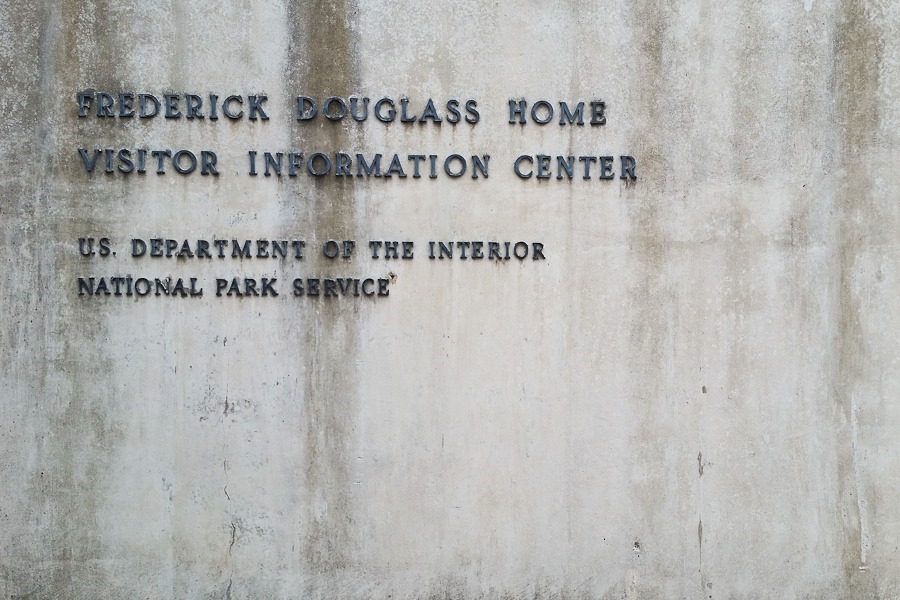 FREDERICK DOUGLASS HOME
VISITOR INFORMATION CENTER
U.S. DEPARTMENT OF THE INTERIOR
NATIONAL PARK SERVICE